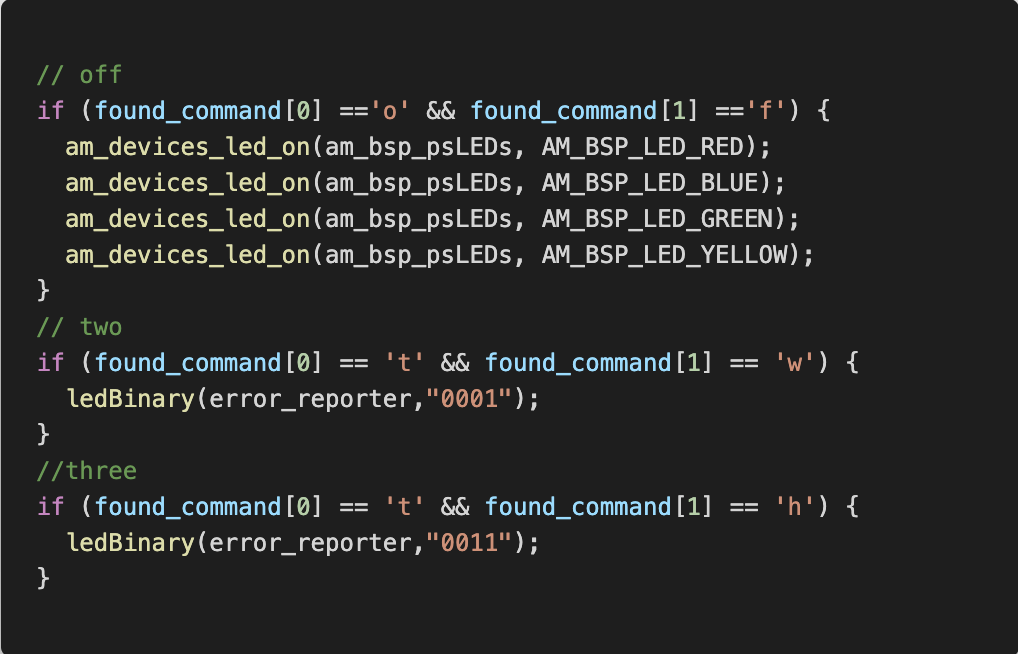 // off
if (found_command[0] =='o' && found_command[1] =='f') {
  am_devices_led_on(am_bsp_psLEDs, AM_BSP_LED_RED);
  am_devices_led_on(am_bsp_psLEDs, AM_BSP_LED_BLUE);
  am_devices_led_on(am_bsp_psLEDs, AM_BSP_LED_GREEN);
  am_devices_led_on(am_bsp_psLEDs, AM_BSP_LED_YELLOW);
}
// two
if (found_command[0] == 't' && found_command[1] == 'w') {
  ledBinary(error_reporter,"0001");
}
//three
if (found_command[0] == 't' && found_command[1] == 'h') {
  ledBinary(error_reporter,"0011");
}